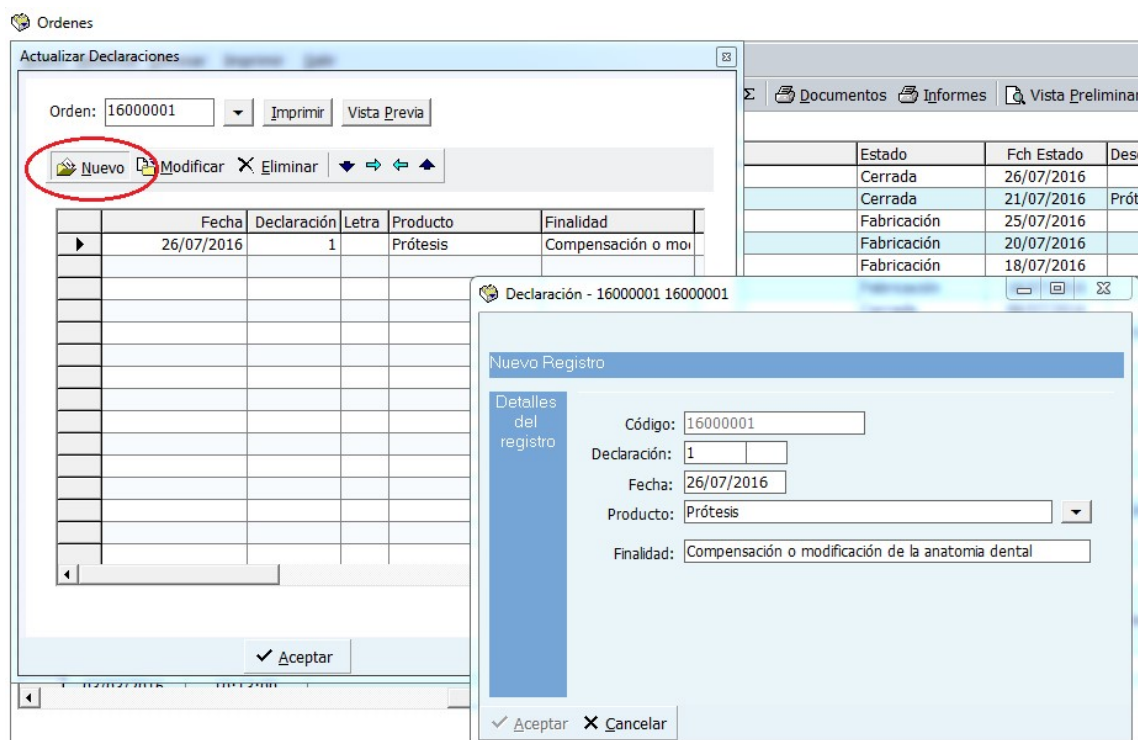 Ordenes
Actualizar Declaraciones
Orden: 16000001 Imprimir Vista Previa
Σ Documentos Informes Vista Preliminar
Nuevo Modificar Eliminar
Estado Fch Estado Desc
Cerrada 26/07/2016
Cerrada 21/07/2016 Prót
Fabricación 25/07/2016
Fabricación 20/07/2016
Fabricación 18/07/2016
Fecha Declaración Letra Producto Finalidad
26/07/2016 1 Prótesis Compensación o mo
Declaración - 16000001 16000001
Nuevo Registro
Detalles
del
registro
Código: 16000001
Declaración: 1
Fecha: 26/07/2016
Producto: Prótesis
Finalidad: Compensación o modificación de la anatomia dental
Aceptar
Aceptar Cancelar